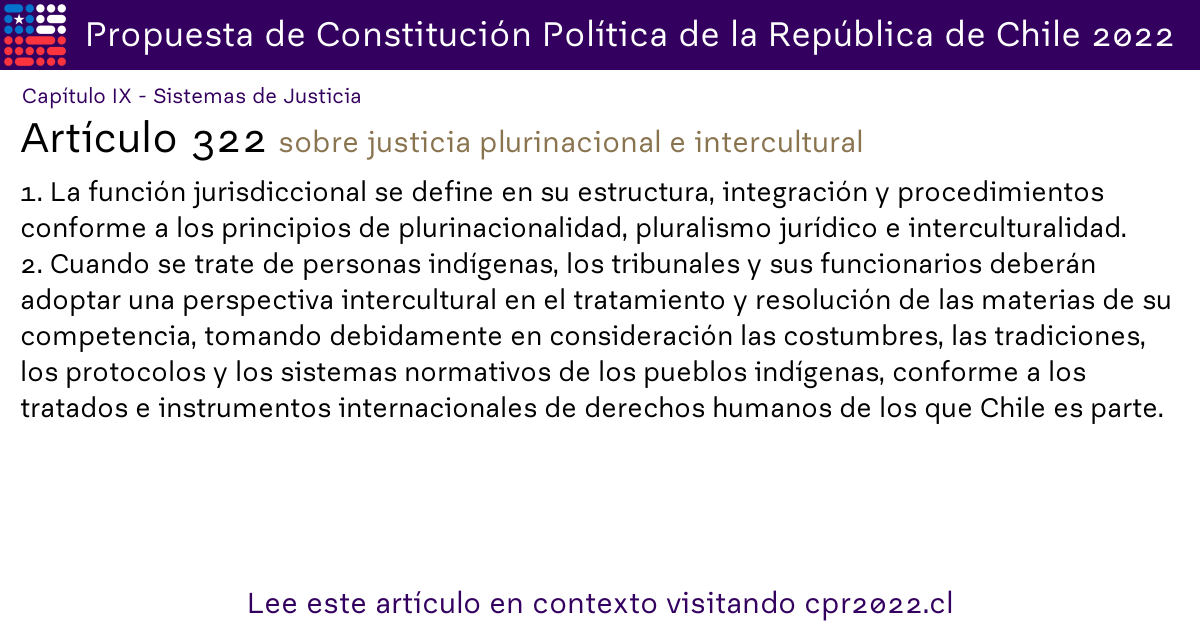 Propuesta de Constitución Política de la República de Chile 2022
Capítulo IX - Sistemas de Justicia
Artículo 322 sobre justicia plurinacional e intercultural
1. La función jurisdiccional se define en su estructura, integración y procedimientos
conforme a los principios de plurinacionalidad, pluralismo jurídico e interculturalidad.
2. Cuando se trate de personas indígenas, los tribunales y sus funcionarios deberán
adoptar una perspectiva intercultural en el tratamiento y resolución de las materias de su
competencia, tomando debidamente en consideración las costumbres, las tradiciones,
los protocolos y los sistemas normativos de los pueblos indígenas, conforme a los
tratados e instrumentos internacionales de derechos humanos de los que Chile es parte.
Lee este artículo en contexto visitando cpr2022.cl